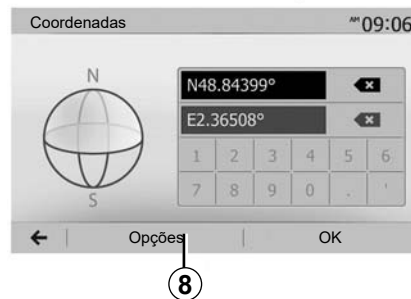 Coordenadas AM 09:06
N
S
N48.84399°
E2.36508°
1 2 3 4 5 6
7 8 9 0 . '
Opções OK
8